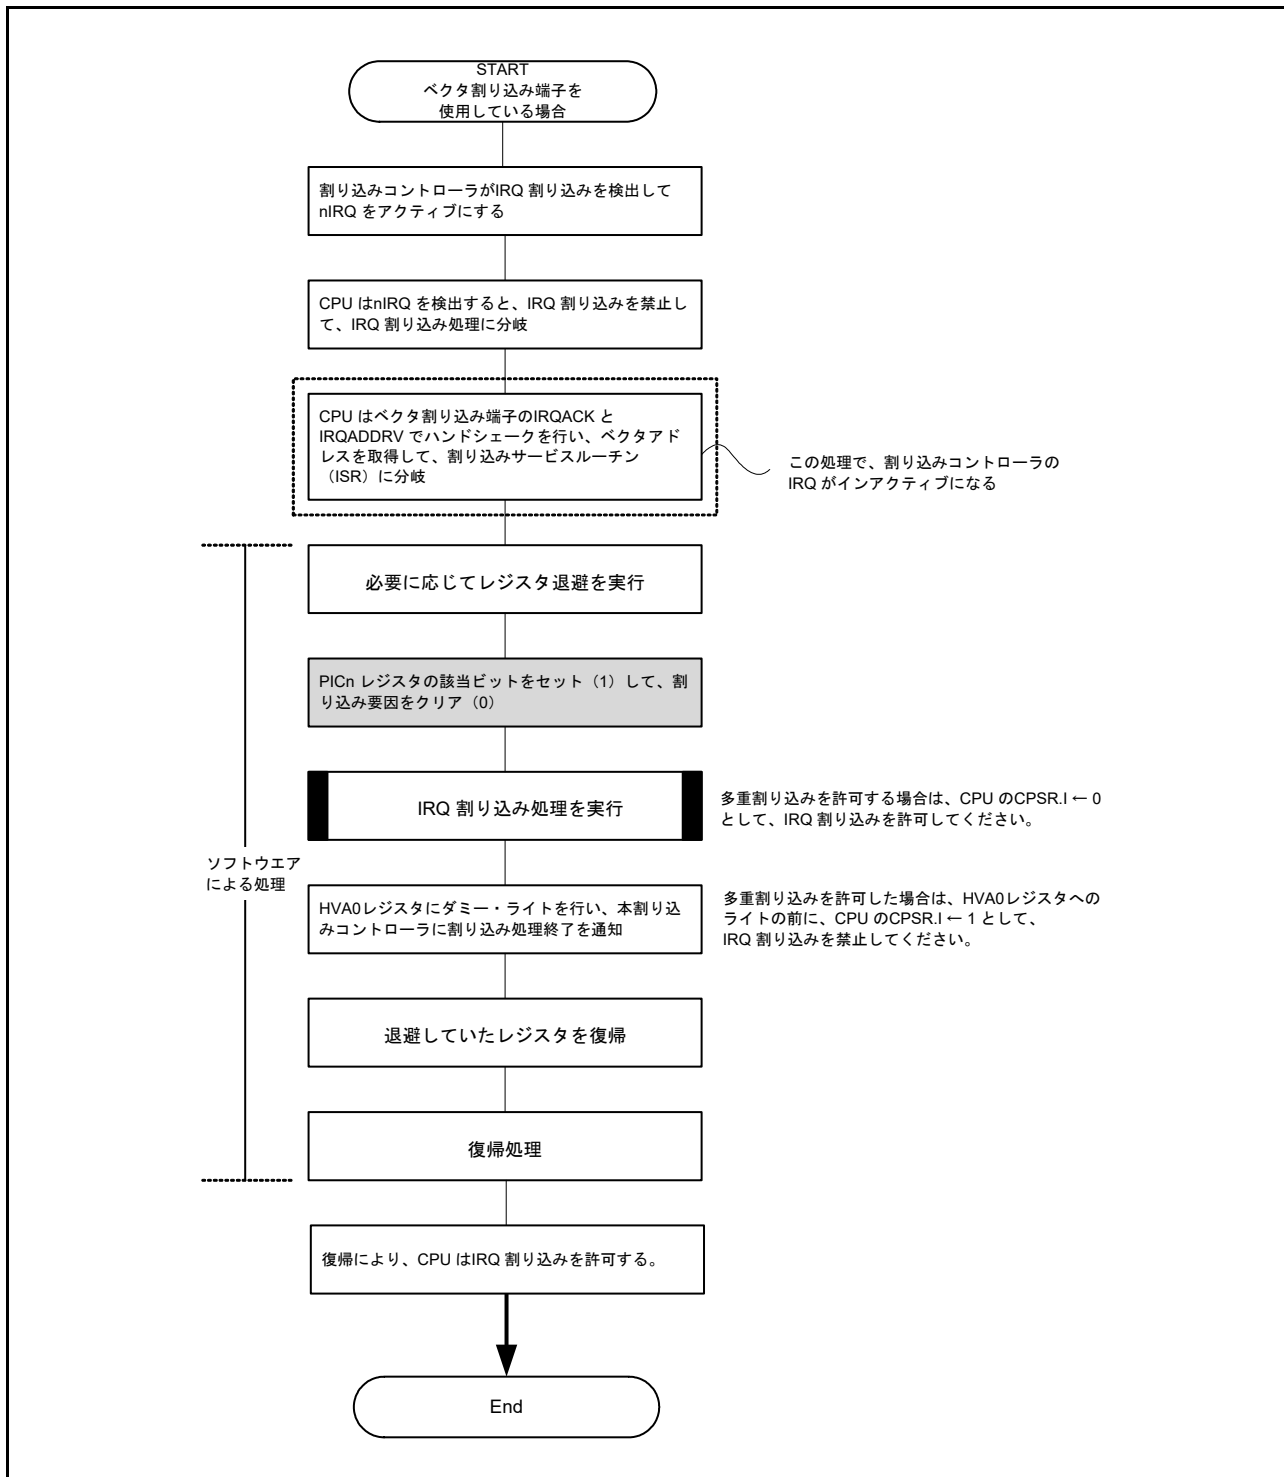 START
ベクタ割り込み端子を
使用している場合
割り込みコントローラがIRQ 割り込みを検出して
nIRQ をアクティブにする
CPU はnIRQ を検出すると、IRQ 割り込みを禁止し
て、IRQ 割り込み処理に分岐
CPU はベクタ割り込み端子のIRQACK と
IRQADDRV でハンドシェークを行い、ベクタアド
レスを取得して、割り込みサービスルーチン
（ISR）に分岐
この処理で、割り込みコントローラの
IRQ がインアクティブになる
必要に応じてレジスタ退避を実行
PICn レジスタの該当ビットをセット（1）して、割
り込み要因をクリア（0）
IRQ 割り込み処理を実行
多重割り込みを許可する場合は、CPU のCPSR.I ← 0
として、IRQ 割り込みを許可してください。
ソフトウエア
による処理
HVA0レジスタにダミー・ライトを行い、本割り込
みコントローラに割り込み処理終了を通知
多重割り込みを許可した場合は、HVA0レジスタへの
ライトの前に、CPU のCPSR.I ← 1 として、
IRQ 割り込みを禁止してください。
退避していたレジスタを復帰
復帰処理
復帰により、CPU はIRQ 割り込みを許可する。
End